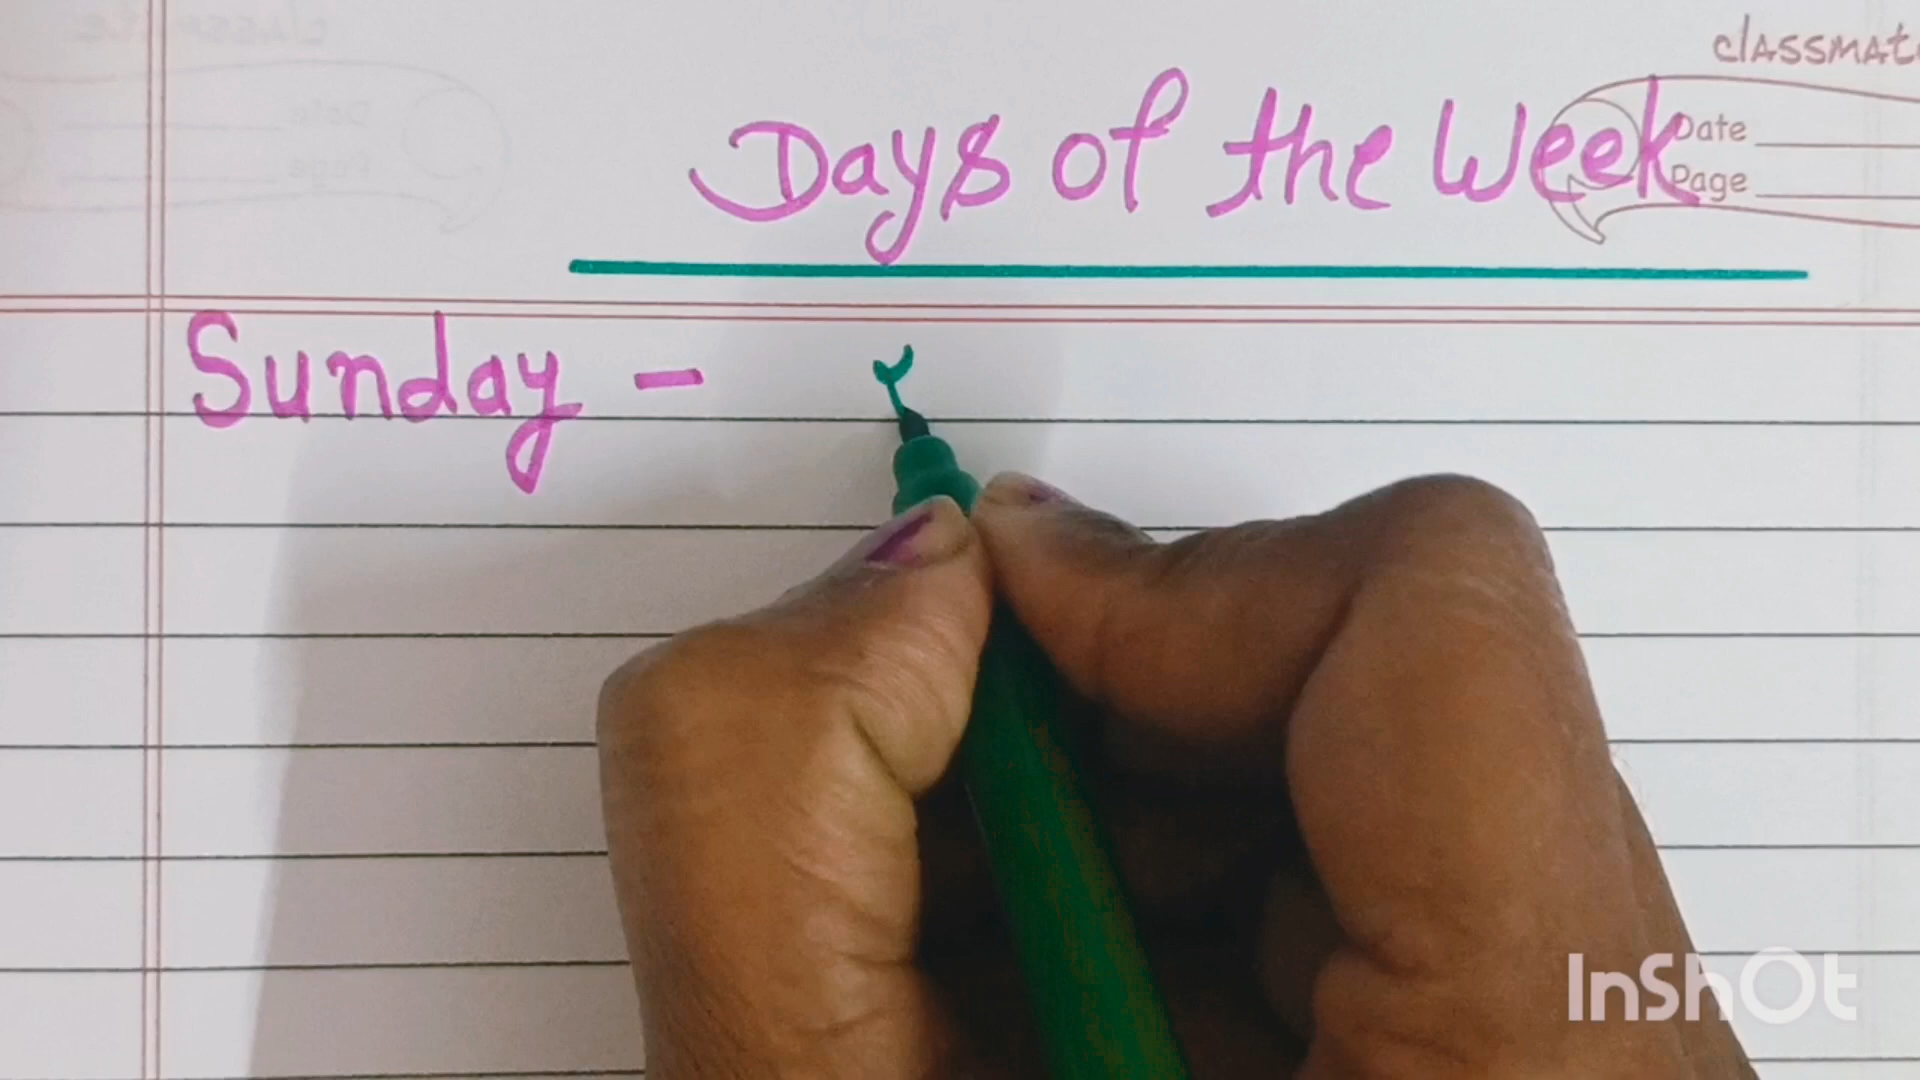 classmate
Date
Page
Days of the Week
Sunday -
InShOt